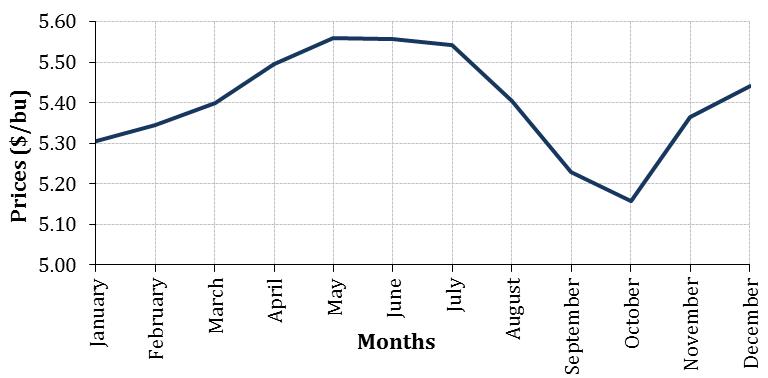 Prices ($/bu)
5.60
5.50
5.40
5.30
5.20
5.10
5.00
January
February
March
April
May
June
July
August
September
October
November
December
Months